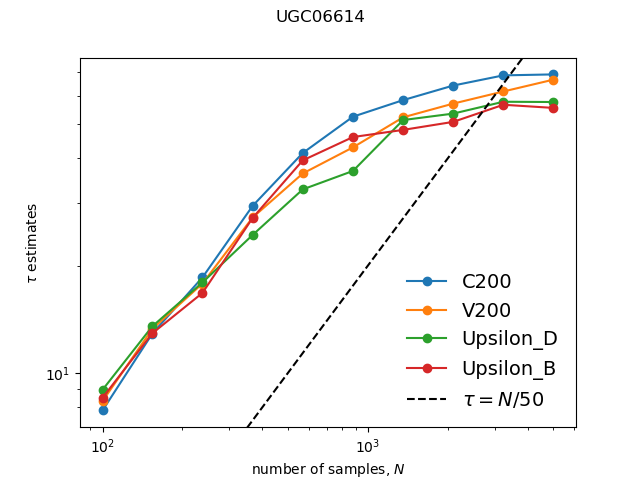 UGC06614
τ estimates
10¹
C200
V200
Upsilon_D
Upsilon_B
τ = N/50
10² 10³
number of samples, N